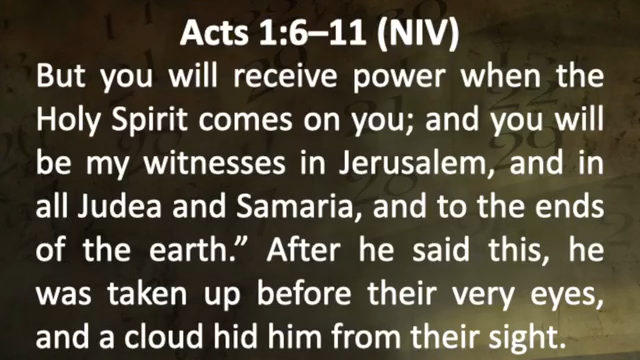 Acts 1:6–11 (NIV)
But you will receive power when the
Holy Spirit comes on you; and you will
be my witnesses in Jerusalem, and in
all Judea and Samaria, and to the ends
of the earth.” After he said this, he
was taken up before their very eyes,
and a cloud hid him from their sight.